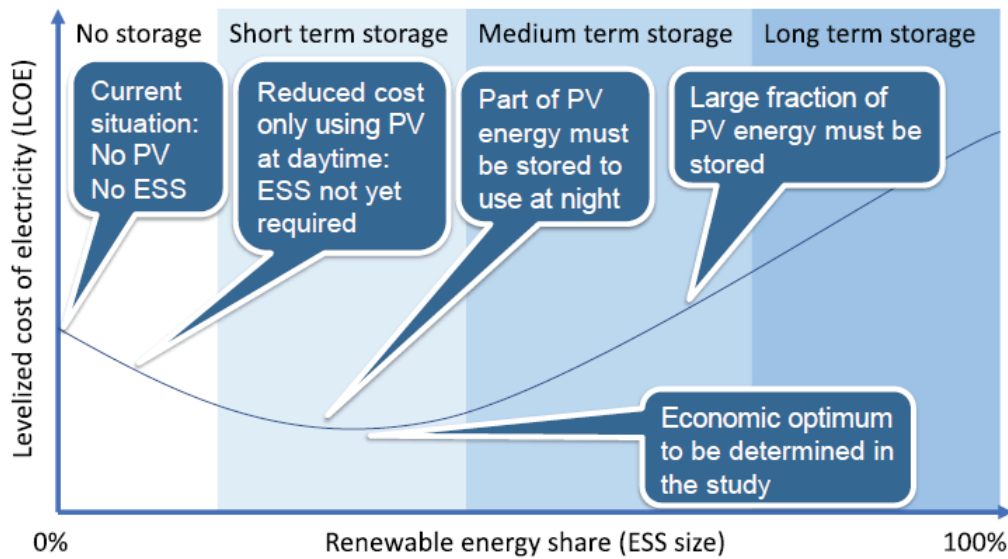 No storage
Short term storage
Medium term storage
Long term storage
Current
situation:
No PV
No ESS
Reduced cost
only using PV
at daytime:
ESS not yet
required
Part of PV
energy must
be stored to
use at night
Large fraction of
PV energy must be
stored
Economic optimum
to be determined in
the study
Levelized cost of electricity (LCOE)
0%
Renewable energy share (ESS size)
100%